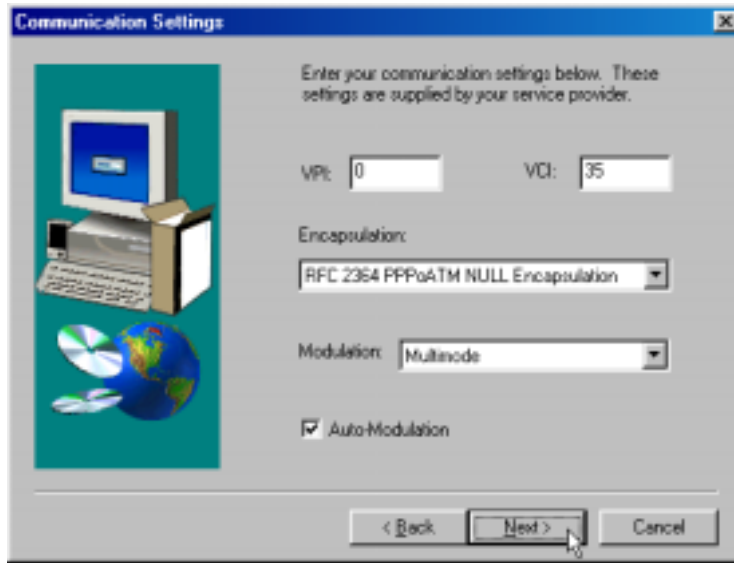 Communication Settings
Enter your communication settings below. These
settings are supplied by your service provider.
VPI: 0 VCI: 35
Encapsulation:
RFC 2364 PPPoATM NULL Encapsulation
Modulation: Multimode
Auto-Modulation
< Back Next > Cancel